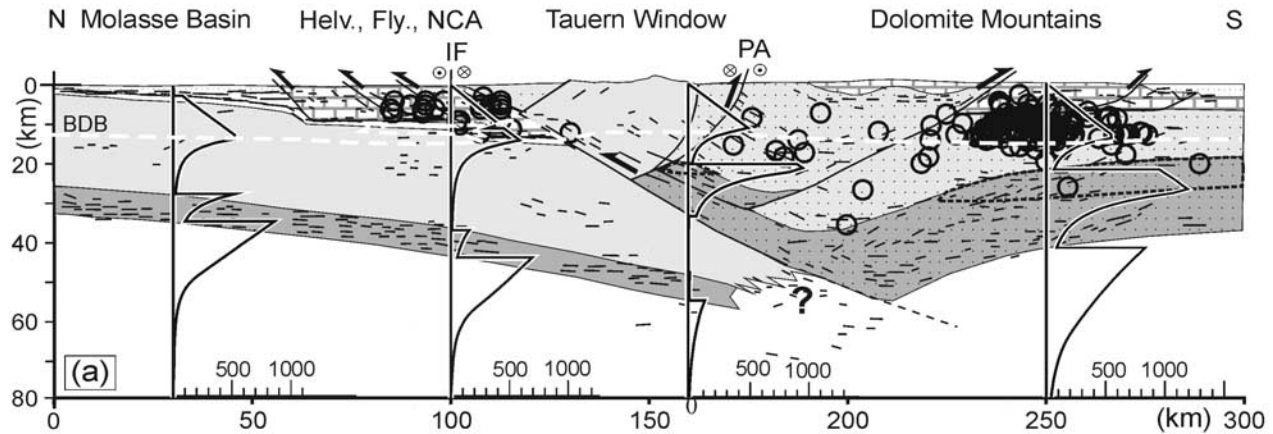 N Molasse Basin Helv., Fly., NCA Tauern Window Dolomite Mountains S
IF PA
0
BDB
(km)
20
40
60
?
(a)
500 1000 500 1000 500 1000 500 1000
80
0 50 100 150 0 200 250 (km) 300